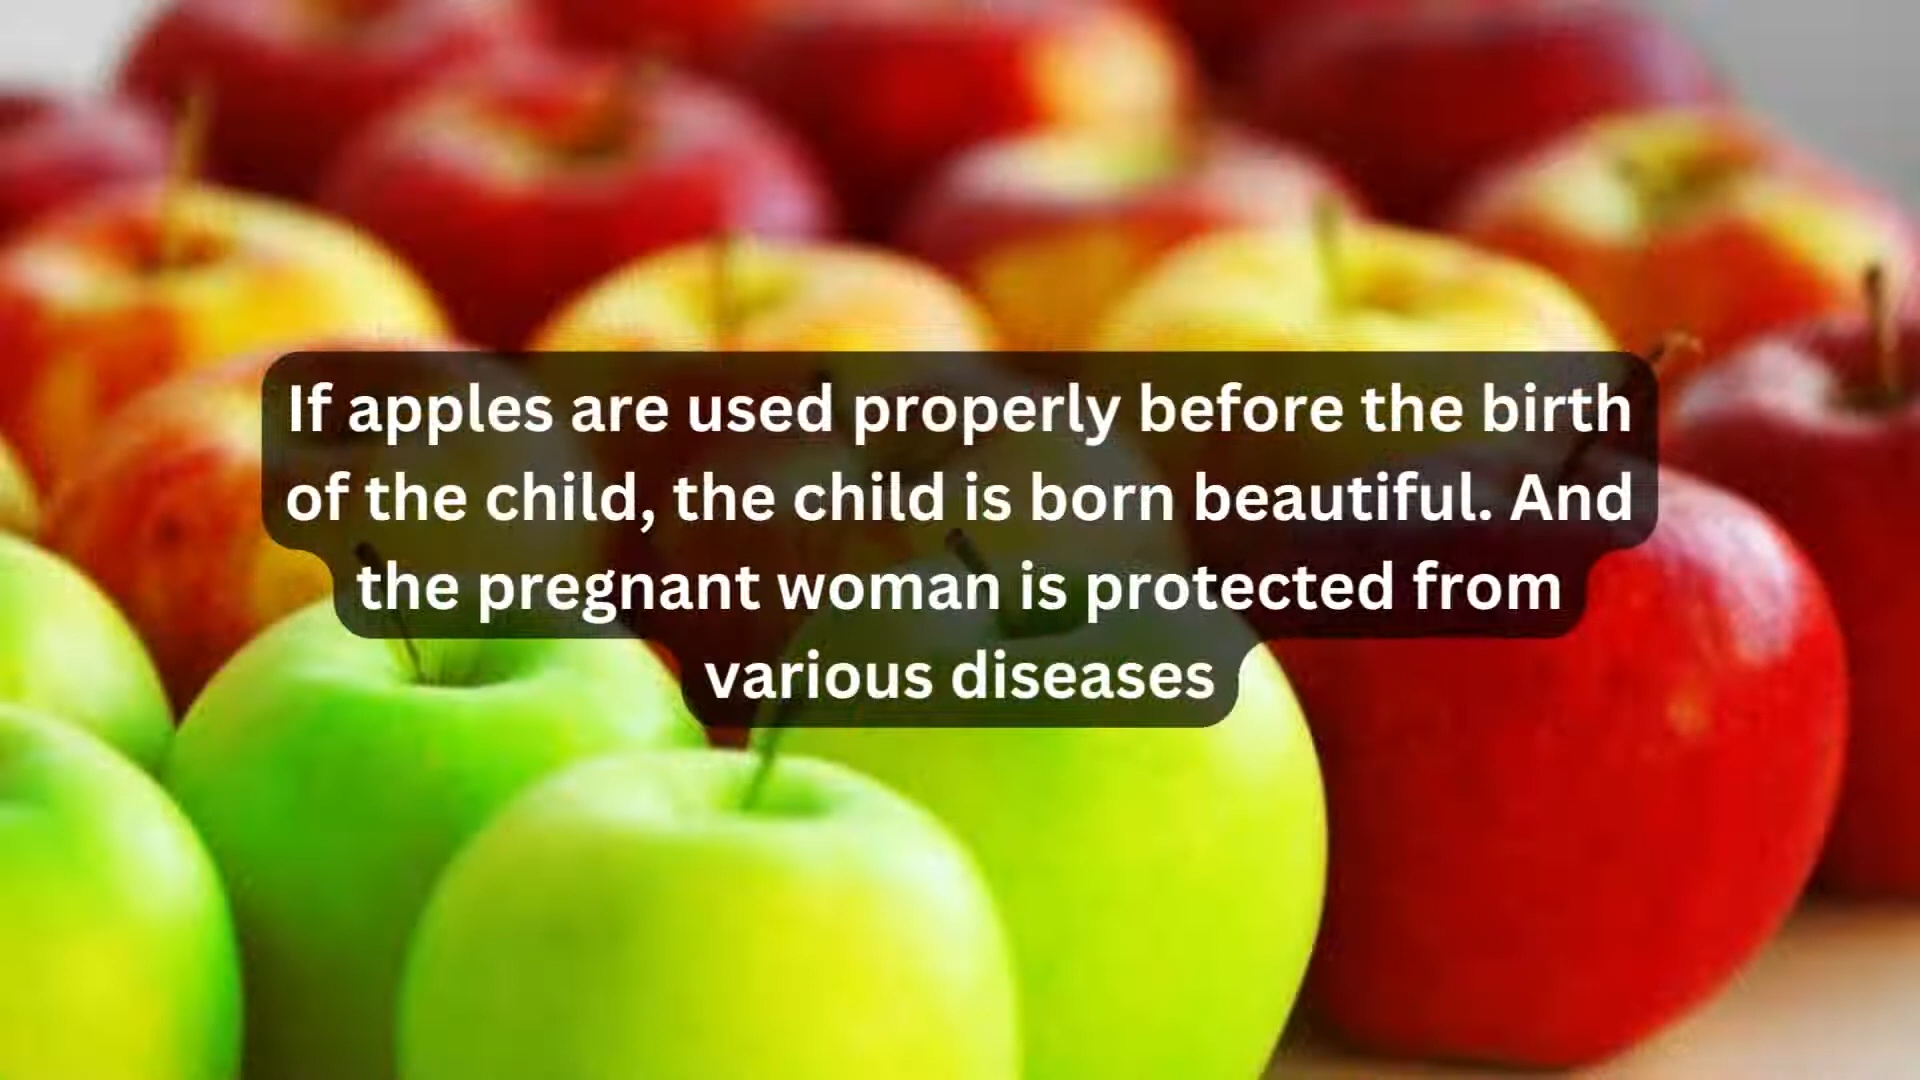 If apples are used properly before the birth
of the child, the child is born beautiful. And
the pregnant woman is protected from
various diseases